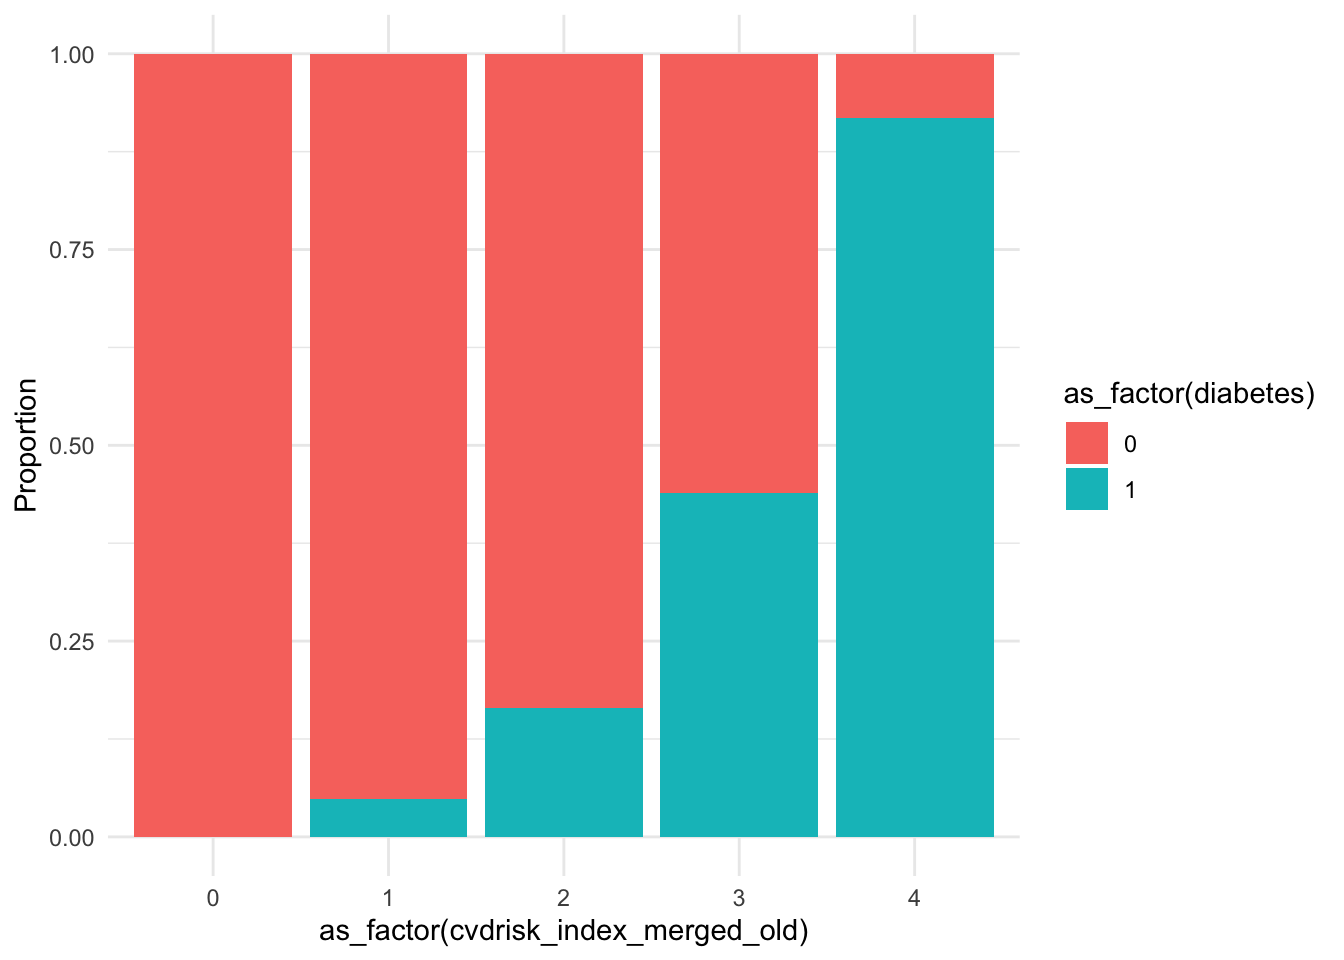 1.00
0.75
0.50
0.25
0.00
Proportion
0 1 2 3 4
as_factor(cvdrisk_index_merged_old)
as_factor(diabetes)
0
1